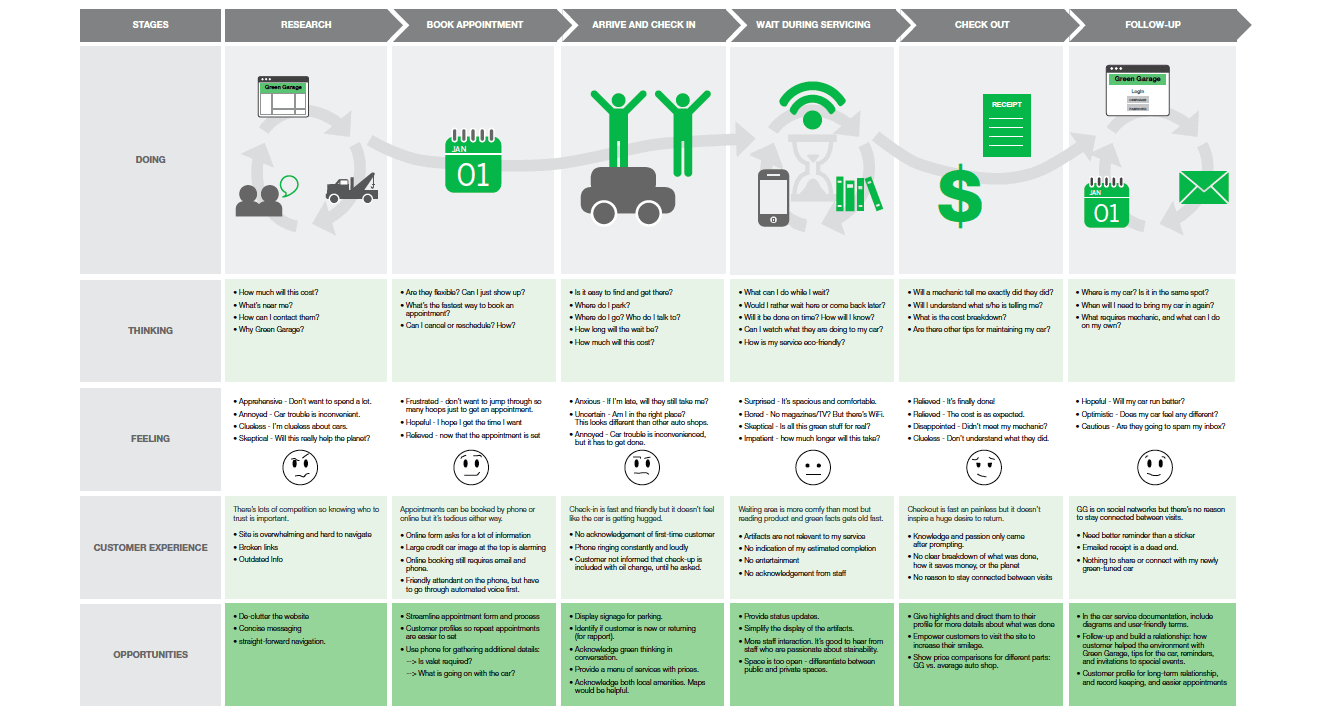 STAGES
RESEARCH
BOOK APPOINTMENT
ARRIVE AND CHECK IN
WAIT DURING SERVICING
CHECK OUT
FOLLOW-UP
DOING
Green Garage
JAN
01
RECEIPT
$
Green Garage
Login
JAN
01
THINKING
• How much will this cost?
• What's near me?
• How can I contact them?
• Why Green Garage?
• Are they flexible? Can I just show up?
• What's the fastest way to book an
appointment?
• Can I cancel or reschedule? How?
• Is it easy to find and get there?
• Where do I park?
• Where do I go? Who do I talk to?
• How long will the wait be?
• How much will this cost?
• What can I do while I wait?
• Would I rather wait here or come back later?
• Will it be done on time? How will I know?
• Can I watch what they are doing to my car?
• How is my service eco-friendly?
• Will a mechanic tell me exactly did they did?
• Will I understand what s/he is telling me?
• What is the cost breakdown?
• Are there other tips for maintaining my car?
• Where is my car? Is it in the same spot?
• When will I need to bring my car in again?
• What requires mechanic, and what can I do
on my own?
FEELING
• Apprehensive - Don't want to spend a lot.
• Annoyed - Car trouble is inconvenient.
• Clueless - I'm clueless about cars.
• Skeptical - Will this really help the planet?
• Frustrated - don't want to jump through so
many hoops just to get an appointment.
• Hopeful - I hope I get the time I want
• Relieved - now that the appointment is set
• Anxious - If I'm late, will they still take me?
• Uncertain - Am I in the right place?
This looks different than other auto shops.
• Annoyed - Car trouble is inconvenienced,
but it has to get done.
• Surprised - It's spacious and comfortable.
• Bored - No magazines/TV? But there's WiFi.
• Skeptical - Is all this green stuff for real?
• Impatient - how much longer will this take?
• Relieved - It's finally done!
• Relieved - The cost is as expected.
• Disappointed - Didn't meet my mechanic?
• Clueless - Don't understand what they did.
• Hopeful - Will my car run better?
• Optimistic - Does my car feel any different?
• Cautious - Are they going to spam my inbox?
CUSTOMER EXPERIENCE
There's lots of competition so knowing who to
trust is important.
• Site is overwhelming and hard to navigate
• Broken links
• Outdated Info
Appointments can be booked by phone or
online but it's tedious either way.
• Online form asks for a lot of information
• Large credit car image at the top is alarming
• Online booking still requires email and
phone.
• Friendly attendant on the phone, but have
to go through automated voice first.
Check-in is fast and friendly but it doesn't feel
like the car is getting hugged.
• No acknowledgement of first-time customer
• Phone ringing constantly and loudly
• Customer not informed that check-up is
included with oil change, until he asked.
Waiting area is more comfy than most but
reading product and green facts gets old fast.
• Artifacts are not relevant to my service
• No indication of my estimated completion
• No entertainment
• No acknowledgement from staff
Checkout is fast an painless but it doesn't
inspire a huge desire to return.
• Knowledge and passion only came
after prompting.
• No clear breakdown of what was done,
how it saves money, or the planet
• No reason to stay connected between visits
GG is on social networks but there's no reason
to stay connected between visits.
• Need better reminder than a sticker
• Emailed receipt is a dead end.
• Nothing to share or connect with my newly
green-tuned car
OPPORTUNITIES
• De-clutter the website
• Concise messaging
• straight-forward navigation.
• Streamline appointment form and process
• Customer profiles so repeat appointments
are easier to set
• Use phone for gathering additional details:
--> Is valet required?
--> What is going on with the car?
• Display signage for parking.
• Identify if customer is new or returning
(for rapport).
• Acknowledge green thinking in
conversation.
• Provide a menu of services with prices.
• Acknowledge both local amenities. Maps
would be helpful.
• Provide status updates.
• Simplify the display of the artifacts.
• More staff interaction. It's good to hear from
staff who are passionate about stainability.
• Space is too open - differentiate between
public and private spaces.
• Give highlights and direct them to their
profile for more details about what was done
• Empower customers to visit the site to
increase their smilage.
• Show price comparisons for different parts:
GG vs. average auto shop.
• In the car service documentation, include
diagrams and user-friendly terms.
• Follow-up and build a relationship: how
customer helped the environment with
Green Garage, tips for the car, reminders,
and invitations to special events.
• Customer profile for long-term relationship,
and record keeping, and easier appointments